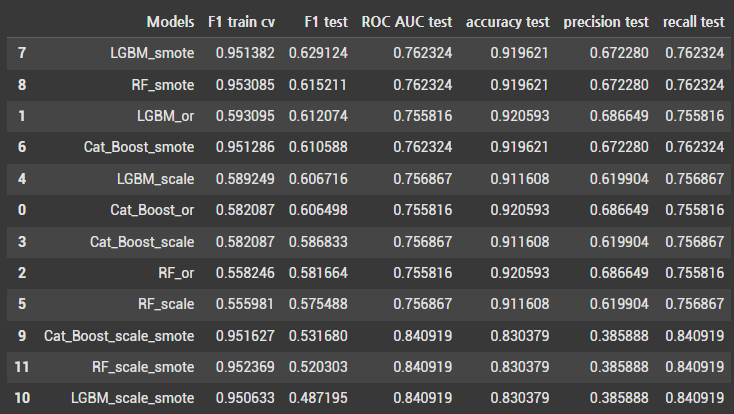 Models F1 train cv F1 test ROC AUC test accuracy test precision test recall test
7 LGBM_smote 0.951382 0.629124 0.762324 0.919621 0.672280 0.762324
8 RF_smote 0.953085 0.615211 0.762324 0.919621 0.672280 0.762324
1 LGBM_or 0.593095 0.612074 0.755816 0.920593 0.686649 0.755816
6 Cat_Boost_smote 0.951286 0.610588 0.762324 0.919621 0.672280 0.762324
4 LGBM_scale 0.589249 0.606716 0.756867 0.911608 0.619904 0.756867
0 Cat_Boost_or 0.582087 0.606498 0.755816 0.920593 0.686649 0.755816
3 Cat_Boost_scale 0.582087 0.586833 0.756867 0.911608 0.619904 0.756867
2 RF_or 0.558246 0.581664 0.755816 0.920593 0.686649 0.755816
5 RF_scale 0.555981 0.575488 0.756867 0.911608 0.619904 0.756867
9 Cat_Boost_scale_smote 0.951627 0.531680 0.840919 0.830379 0.385888 0.840919
11 RF_scale_smote 0.952369 0.520303 0.840919 0.830379 0.385888 0.840919
10 LGBM_scale_smote 0.950633 0.487195 0.840919 0.830379 0.385888 0.840919